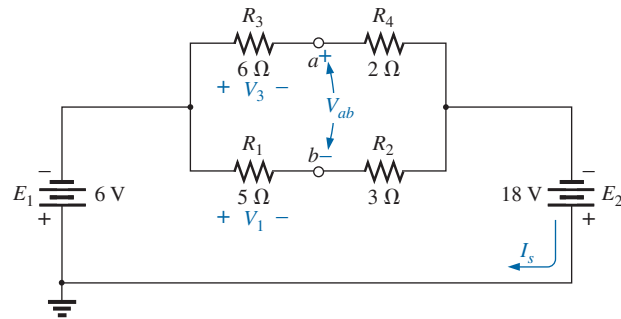 R3 R4
a +
6 Ω 2 Ω
+ V3 −
Vab
R1 b − R2
− −
E1 6 V 18 V E2
5 Ω 3 Ω
+ +
+ V1 −
Is